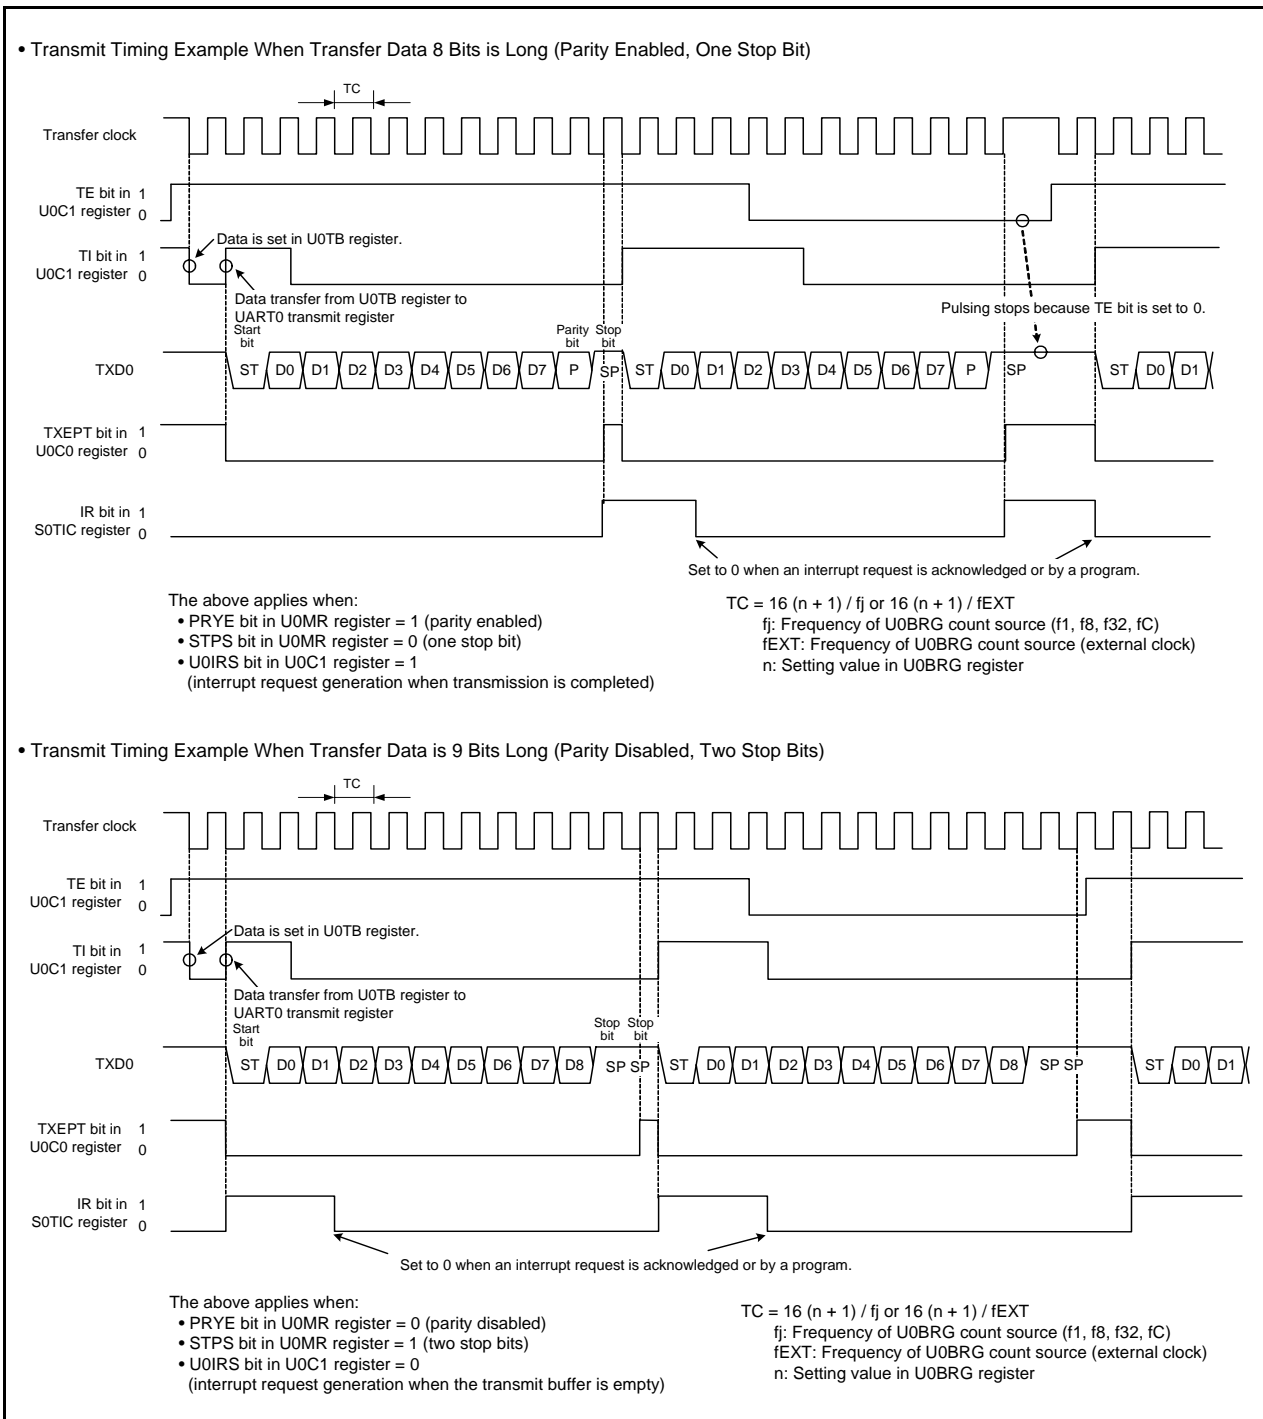 • Transmit Timing Example When Transfer Data 8 Bits is Long (Parity Enabled, One Stop Bit)
TC
Transfer clock
TE bit in 1
U0C1 register 0
Data is set in U0TB register.
TI bit in 1
U0C1 register 0
Data transfer from U0TB register to
UART0 transmit register
Pulsing stops because TE bit is set to 0.
Start bit
Parity bit
Stop bit
TXD0 ST D0 D1 D2 D3 D4 D5 D6 D7 P SP ST D0 D1 D2 D3 D4 D5 D6 D7 P SP ST D0 D1
TXEPT bit in 1
U0C0 register 0
IR bit in 1
S0TIC register 0
Set to 0 when an interrupt request is acknowledged or by a program.
The above applies when:
• PRYE bit in U0MR register = 1 (parity enabled)
• STPS bit in U0MR register = 0 (one stop bit)
• U0IRS bit in U0C1 register = 1
(interrupt request generation when transmission is completed)
TC = 16 (n + 1) / fj or 16 (n + 1) / fEXT
fj: Frequency of U0BRG count source (f1, f8, f32, fC)
fEXT: Frequency of U0BRG count source (external clock)
n: Setting value in U0BRG register
• Transmit Timing Example When Transfer Data is 9 Bits Long (Parity Disabled, Two Stop Bits)
TC
Transfer clock
TE bit in 1
U0C1 register 0
Data is set in U0TB register.
TI bit in 1
U0C1 register 0
Data transfer from U0TB register to
UART0 transmit register
Start bit
Stop bit
Stop bit
TXD0 ST D0 D1 D2 D3 D4 D5 D6 D7 D8 SP SP ST D0 D1 D2 D3 D4 D5 D6 D7 D8 SP SP ST D0 D1
TXEPT bit in 1
U0C0 register 0
IR bit in 1
S0TIC register 0
Set to 0 when an interrupt request is acknowledged or by a program.
The above applies when:
• PRYE bit in U0MR register = 0 (parity disabled)
• STPS bit in U0MR register = 1 (two stop bits)
• U0IRS bit in U0C1 register = 0
(interrupt request generation when the transmit buffer is empty)
TC = 16 (n + 1) / fj or 16 (n + 1) / fEXT
fj: Frequency of U0BRG count source (f1, f8, f32, fC)
fEXT: Frequency of U0BRG count source (external clock)
n: Setting value in U0BRG register